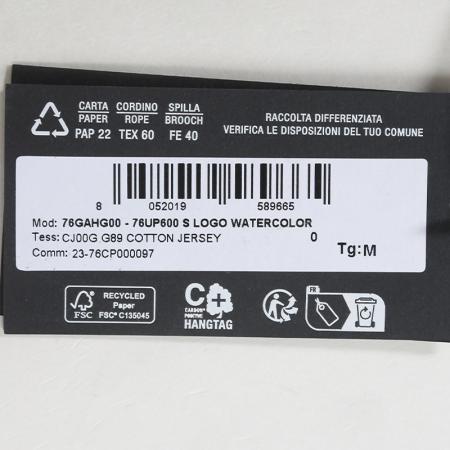 CARTA CORDINO SPILLA
PAPER ROPE BROOCH
PAP 22 TEX 60 FE 40
RACCOLTA DIFFERENZIATA
VERIFICA LE DISPOSIZIONI DEL TUO COMUNE
8 052019 589665
Mod: 76GAHG00 - 76UP600 S LOGO WATERCOLOR
Tess: CJ00G G89 COTTON JERSEY 0
Tg: M
Comm: 23-76CP000097
FSC
RECYCLED
Paper
FSC® C135045
C+
CARBON
POSITIVE
HANGTAG
FR